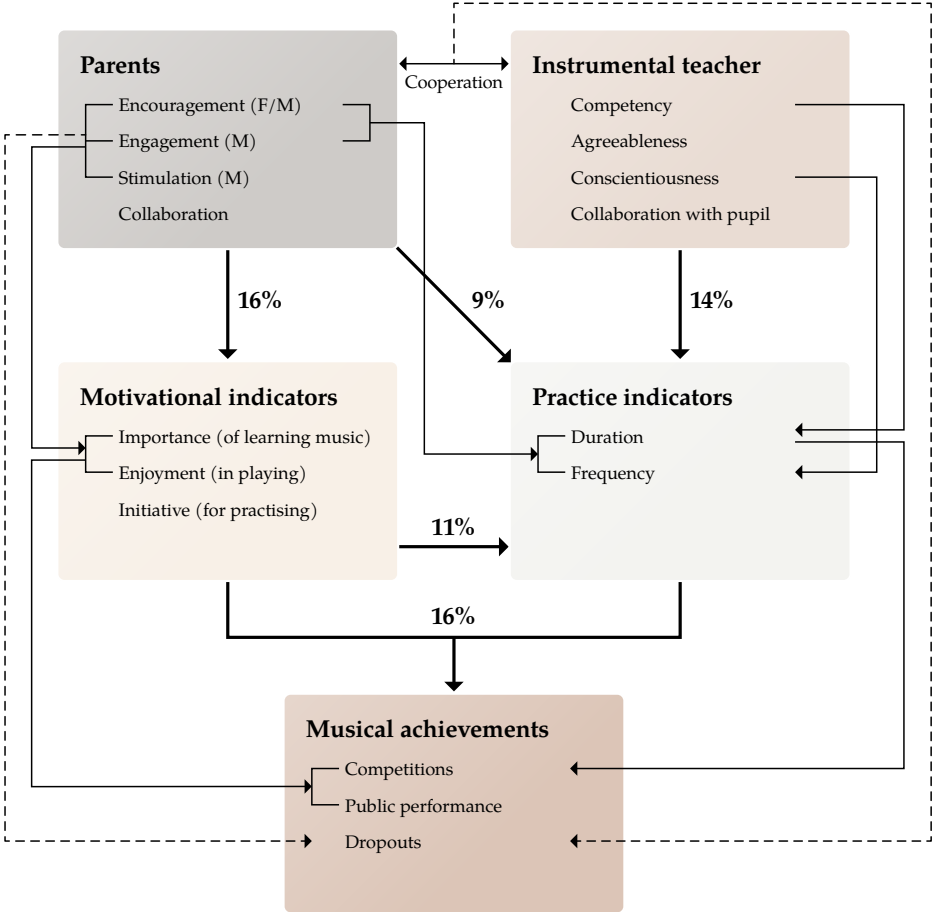 Parents
Encouragement (F/M)
Engagement (M)
Stimulation (M)
Collaboration
Cooperation
Instrumental teacher
Competency
Agreeableness
Conscientiousness
Collaboration with pupil
16%
9%
14%
Motivational indicators
Importance (of learning music)
Enjoyment (in playing)
Initiative (for practising)
11%
Practice indicators
Duration
Frequency
16%
Musical achievements
Competitions
Public performance
Dropouts